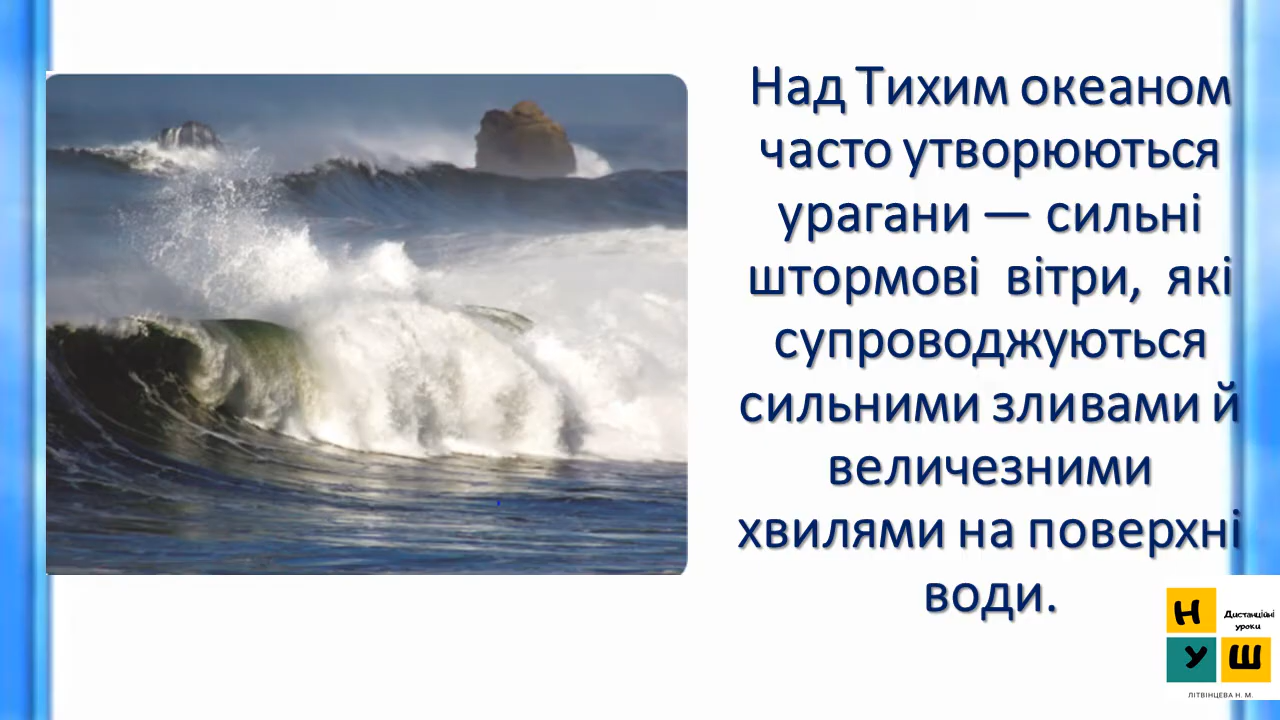 Над Тихим океаном
часто утворюються
урагани — сильні
штормові вітри, які
супроводжуються
сильними зливами й
величезними
хвилями на поверхні
води.
Н
Дистанційні
уроки
У Ш
ЛІТВІНЦЕВА Н. М.